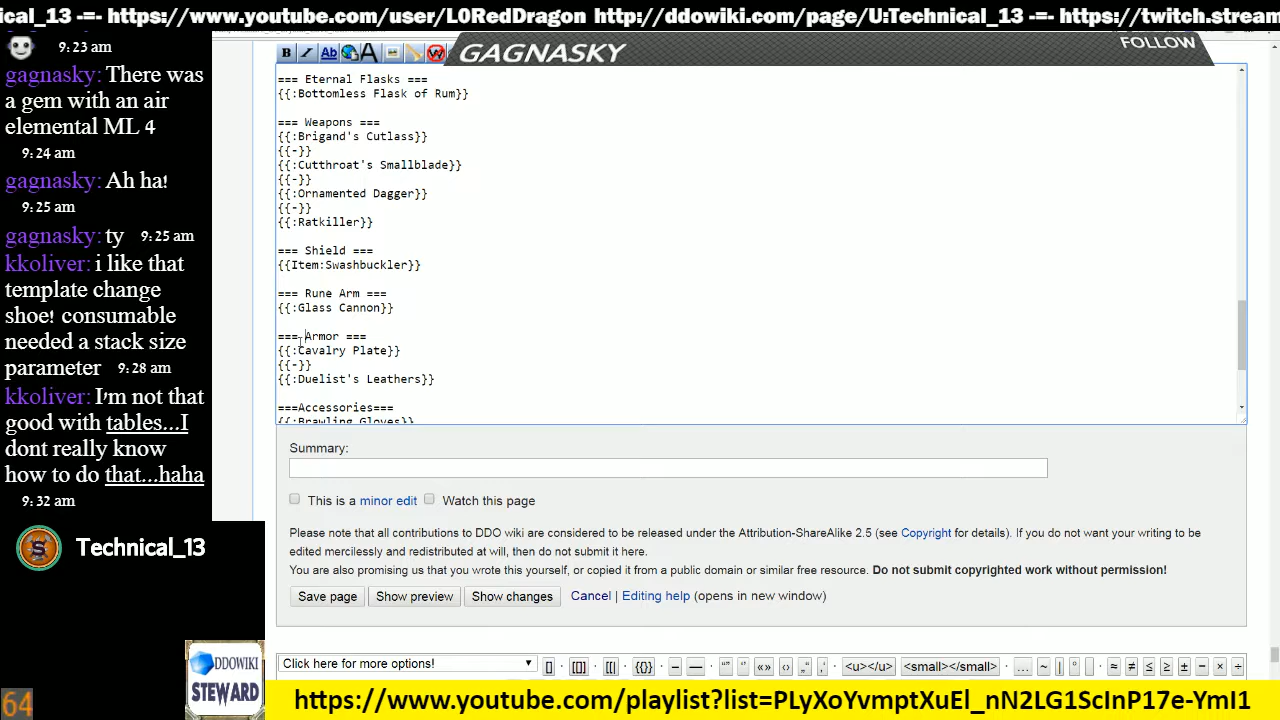 ical_13 -=- https://www.youtube.com/user/L0RedDragon http://ddowiki.com/page/U:Technical_13 -=- https://twitch.stream
9:23 am
gagnasky: There was
a gem with an air
elemental ML 4
9:24 am
gagnasky: Ah ha!
9:25 am
gagnasky: ty 9:25 am
kkoliver: i like that
template change
shoe! consumable
needed a stack size
parameter 9:28 am
kkoliver: I'm not that
good with tables...I
dont really know
how to do that...haha
9:32 am
Technical_13
DDOWIKI
STEWARD
64
B I Ab A W
GAGNASKY
FOLLOW
=== Eternal Flasks ===
{{:Bottomless Flask of Rum}}
=== Weapons ===
{{:Brigand's Cutlass}}
{{-}}
{{:Cutthroat's Smallblade}}
{{-}}
{{:Ornamented Dagger}}
{{-}}
{{:Ratkiller}}
=== Shield ===
{{Item:Swashbuckler}}
=== Rune Arm ===
{{:Glass Cannon}}
=== Armor ===
{{:Cavalry Plate}}
{{-}}
{{:Duelist's Leathers}}
===Accessories===
{{:Brawling Gloves}}
Summary:
This is a minor edit Watch this page
Please note that all contributions to DDO wiki are considered to be released under the Attribution-ShareAlike 2.5 (see Copyright for details). If you do not want your writing to be
edited mercilessly and redistributed at will, then do not submit it here.
You are also promising us that you wrote this yourself, or copied it from a public domain or similar free resource. Do not submit copyrighted work without permission!
Save page Show preview Show changes Cancel | Editing help (opens in new window)
Click here for more options! [] · [[]] · [[| · {{}} · – · — · “” · ‘’ · «» · ‹› · „“ · ‚‘ · <u></u> · <small></small> · … · ~ · | · ° · · ≈ · ≠ · ≤ · ≥ · ± · − · × · ÷
https://www.youtube.com/playlist?list=PLyXoYvmptXuEl_nN2LG1ScInP17e-YmI1